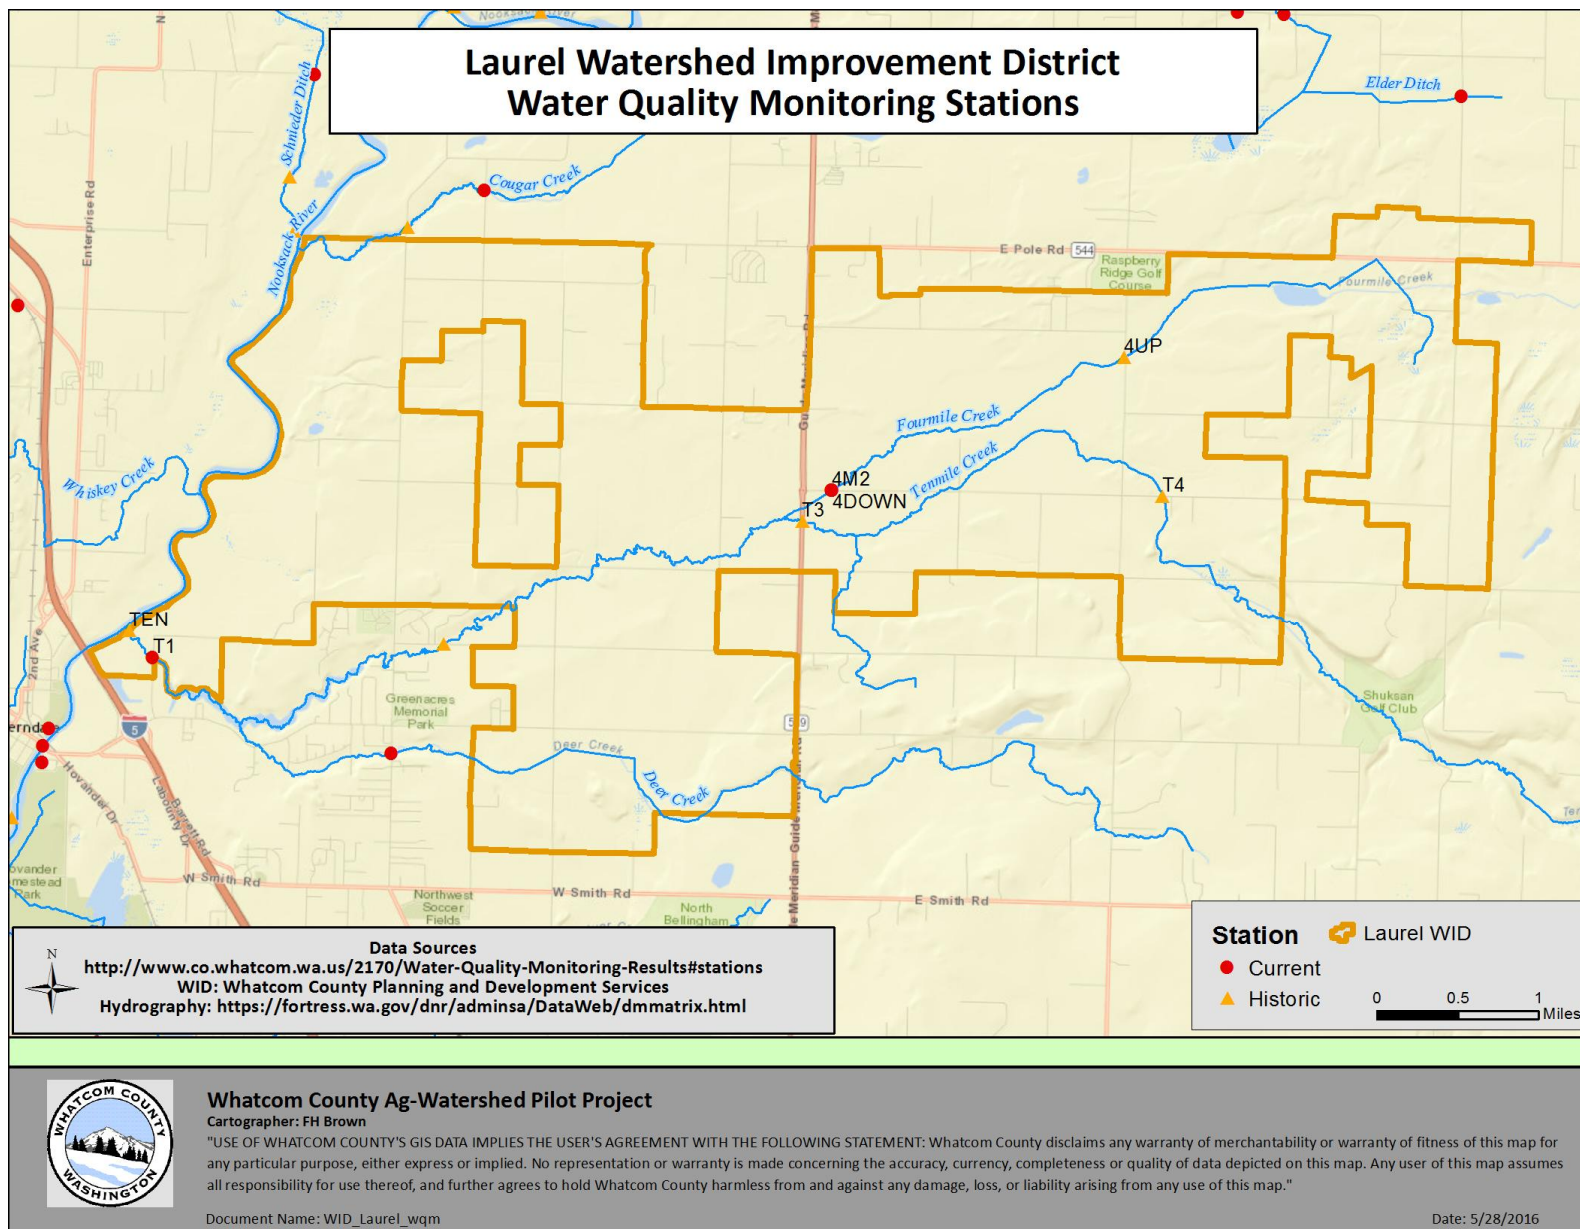 Nooksack River
Laurel Watershed Improvement District
Water Quality Monitoring Stations
Elder Ditch
Schnieder Ditch
Cougar Creek
Enterprise Rd
Nooksack River
E Pole Rd
544
Raspberry
Ridge Golf
Course
Fourmile Creek
4UP
Fourmile Creek
Tenmile Creek
Whiskey Creek
4M2
4DOWN
T3
T4
TEN
T1
2nd Ave
Greenacres
Memorial
Park
Shuksan
Golf Club
5
Deer Creek
Deer Creek
Hovander Dr
Labounty Dr
Barrett Rd
W Smith Rd
W Smith Rd
E Smith Rd
Northwest
Soccer
Fields
North
Bellingham
Data Sources
N
http://www.co.whatcom.wa.us/2170/Water-Quality-Monitoring-Results#stations
WID: Whatcom County Planning and Development Services
Hydrography: https://fortress.wa.gov/dnr/adminsa/DataWeb/dmmatrix.html
Station
Laurel WID
Current
Historic
0 0.5 1
Miles
WHATCOM COUNTY
WASHINGTON
Whatcom County Ag-Watershed Pilot Project
Cartographer: FH Brown
"USE OF WHATCOM COUNTY'S GIS DATA IMPLIES THE USER'S AGREEMENT WITH THE FOLLOWING STATEMENT: Whatcom County disclaims any warranty of merchantability or warranty of fitness of this map for
any particular purpose, either express or implied. No representation or warranty is made concerning the accuracy, currency, completeness or quality of data depicted on this map. Any user of this map assumes
all responsibility for use thereof, and further agrees to hold Whatcom County harmless from and against any damage, loss, or liability arising from any use of this map."
Document Name: WID_Laurel_wqm
Date: 5/28/2016